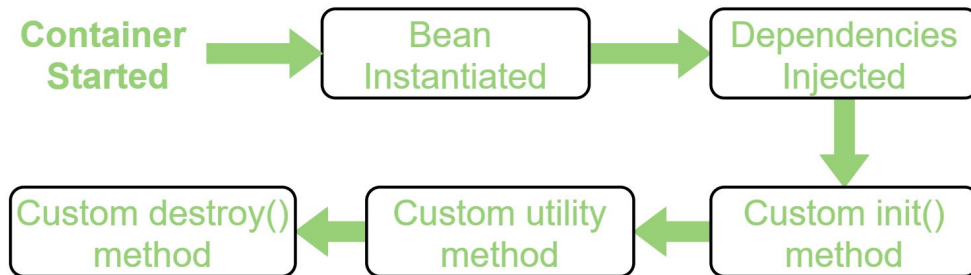 Container
Started
Bean
Instantiated
Dependencies
Injected
Custom init()
method
Custom utility
method
Custom destroy()
method